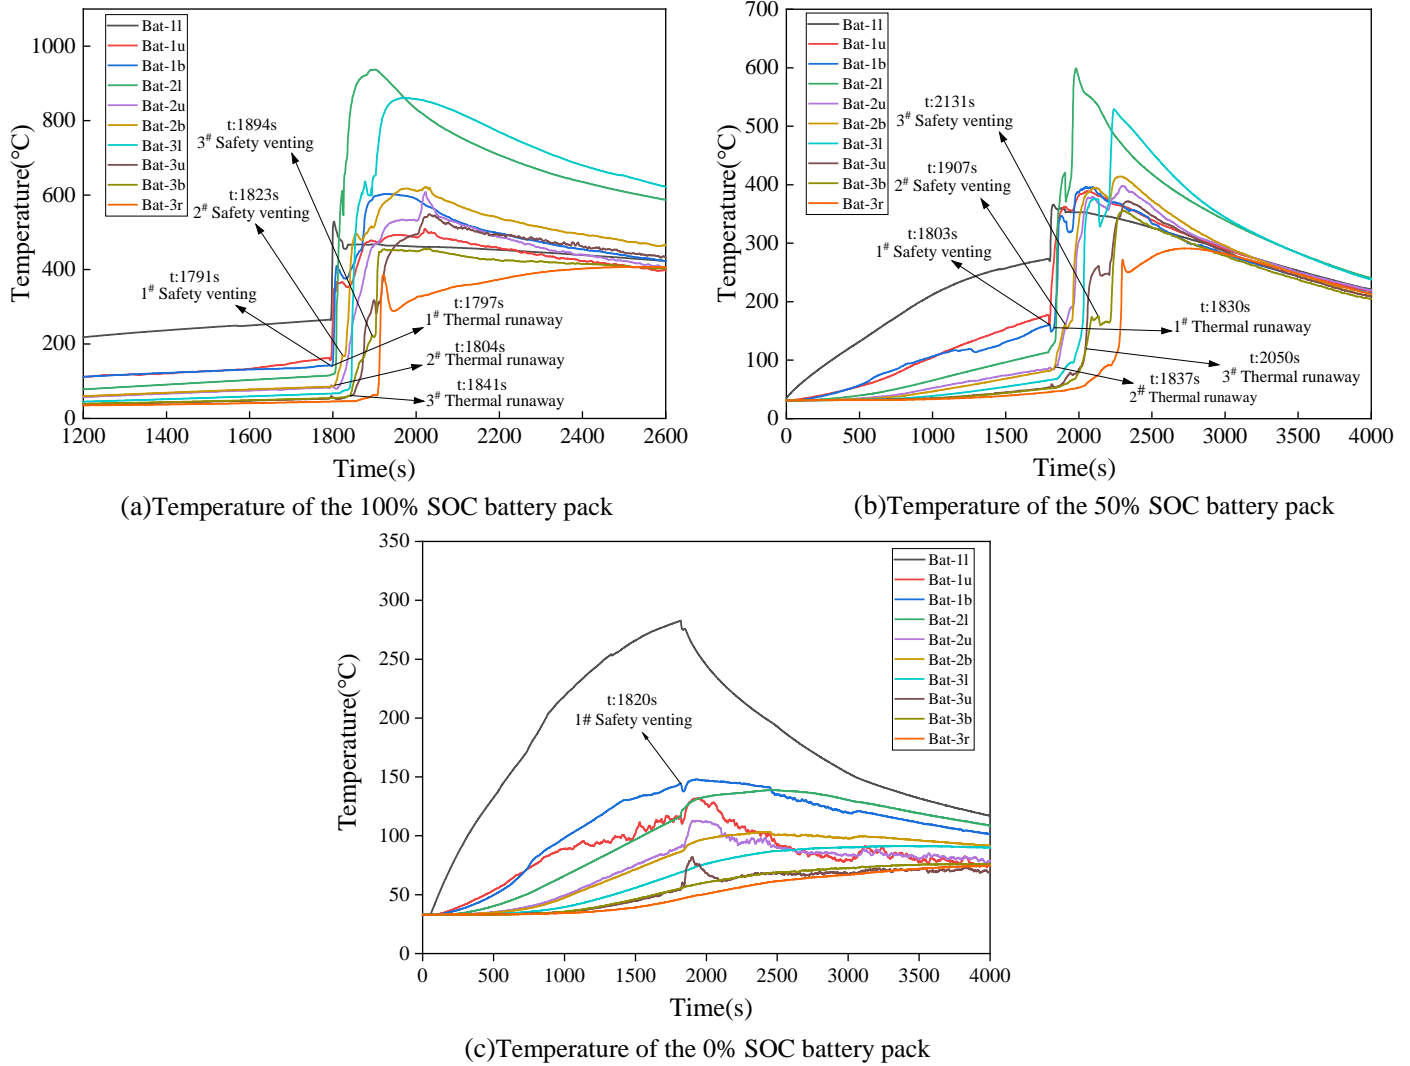 1000
800
600
400
200
0
Temperature(°C)
Bat-1l
Bat-1u
Bat-1b
Bat-2l
Bat-2u
Bat-2b
Bat-3l
Bat-3u
Bat-3b
Bat-3r
t:1894s
3# Safety venting
t:1823s
2# Safety venting
t:1791s
1# Safety venting
t:1797s
1# Thermal runaway
t:1804s
2# Thermal runaway
t:1841s
3# Thermal runaway
1200 1400 1600 1800 2000 2200 2400 2600
Time(s)
(a)Temperature of the 100% SOC battery pack
700
600
500
400
300
200
100
0
Temperature(°C)
Bat-1l
Bat-1u
Bat-1b
Bat-2l
Bat-2u
Bat-2b
Bat-3l
Bat-3u
Bat-3b
Bat-3r
t:2131s
3# Safety venting
t:1907s
2# Safety venting
t:1803s
1# Safety venting
t:1830s
1# Thermal runaway
t:2050s
3# Thermal runaway
t:1837s
2# Thermal runaway
0 500 1000 1500 2000 2500 3000 3500 4000
Time(s)
(b)Temperature of the 50% SOC battery pack
350
300
250
200
150
100
50
0
Temperature(°C)
Bat-1l
Bat-1u
Bat-1b
Bat-2l
Bat-2u
Bat-2b
Bat-3l
Bat-3u
Bat-3b
Bat-3r
t:1820s
1# Safety venting
0 500 1000 1500 2000 2500 3000 3500 4000
Time(s)
(c)Temperature of the 0% SOC battery pack